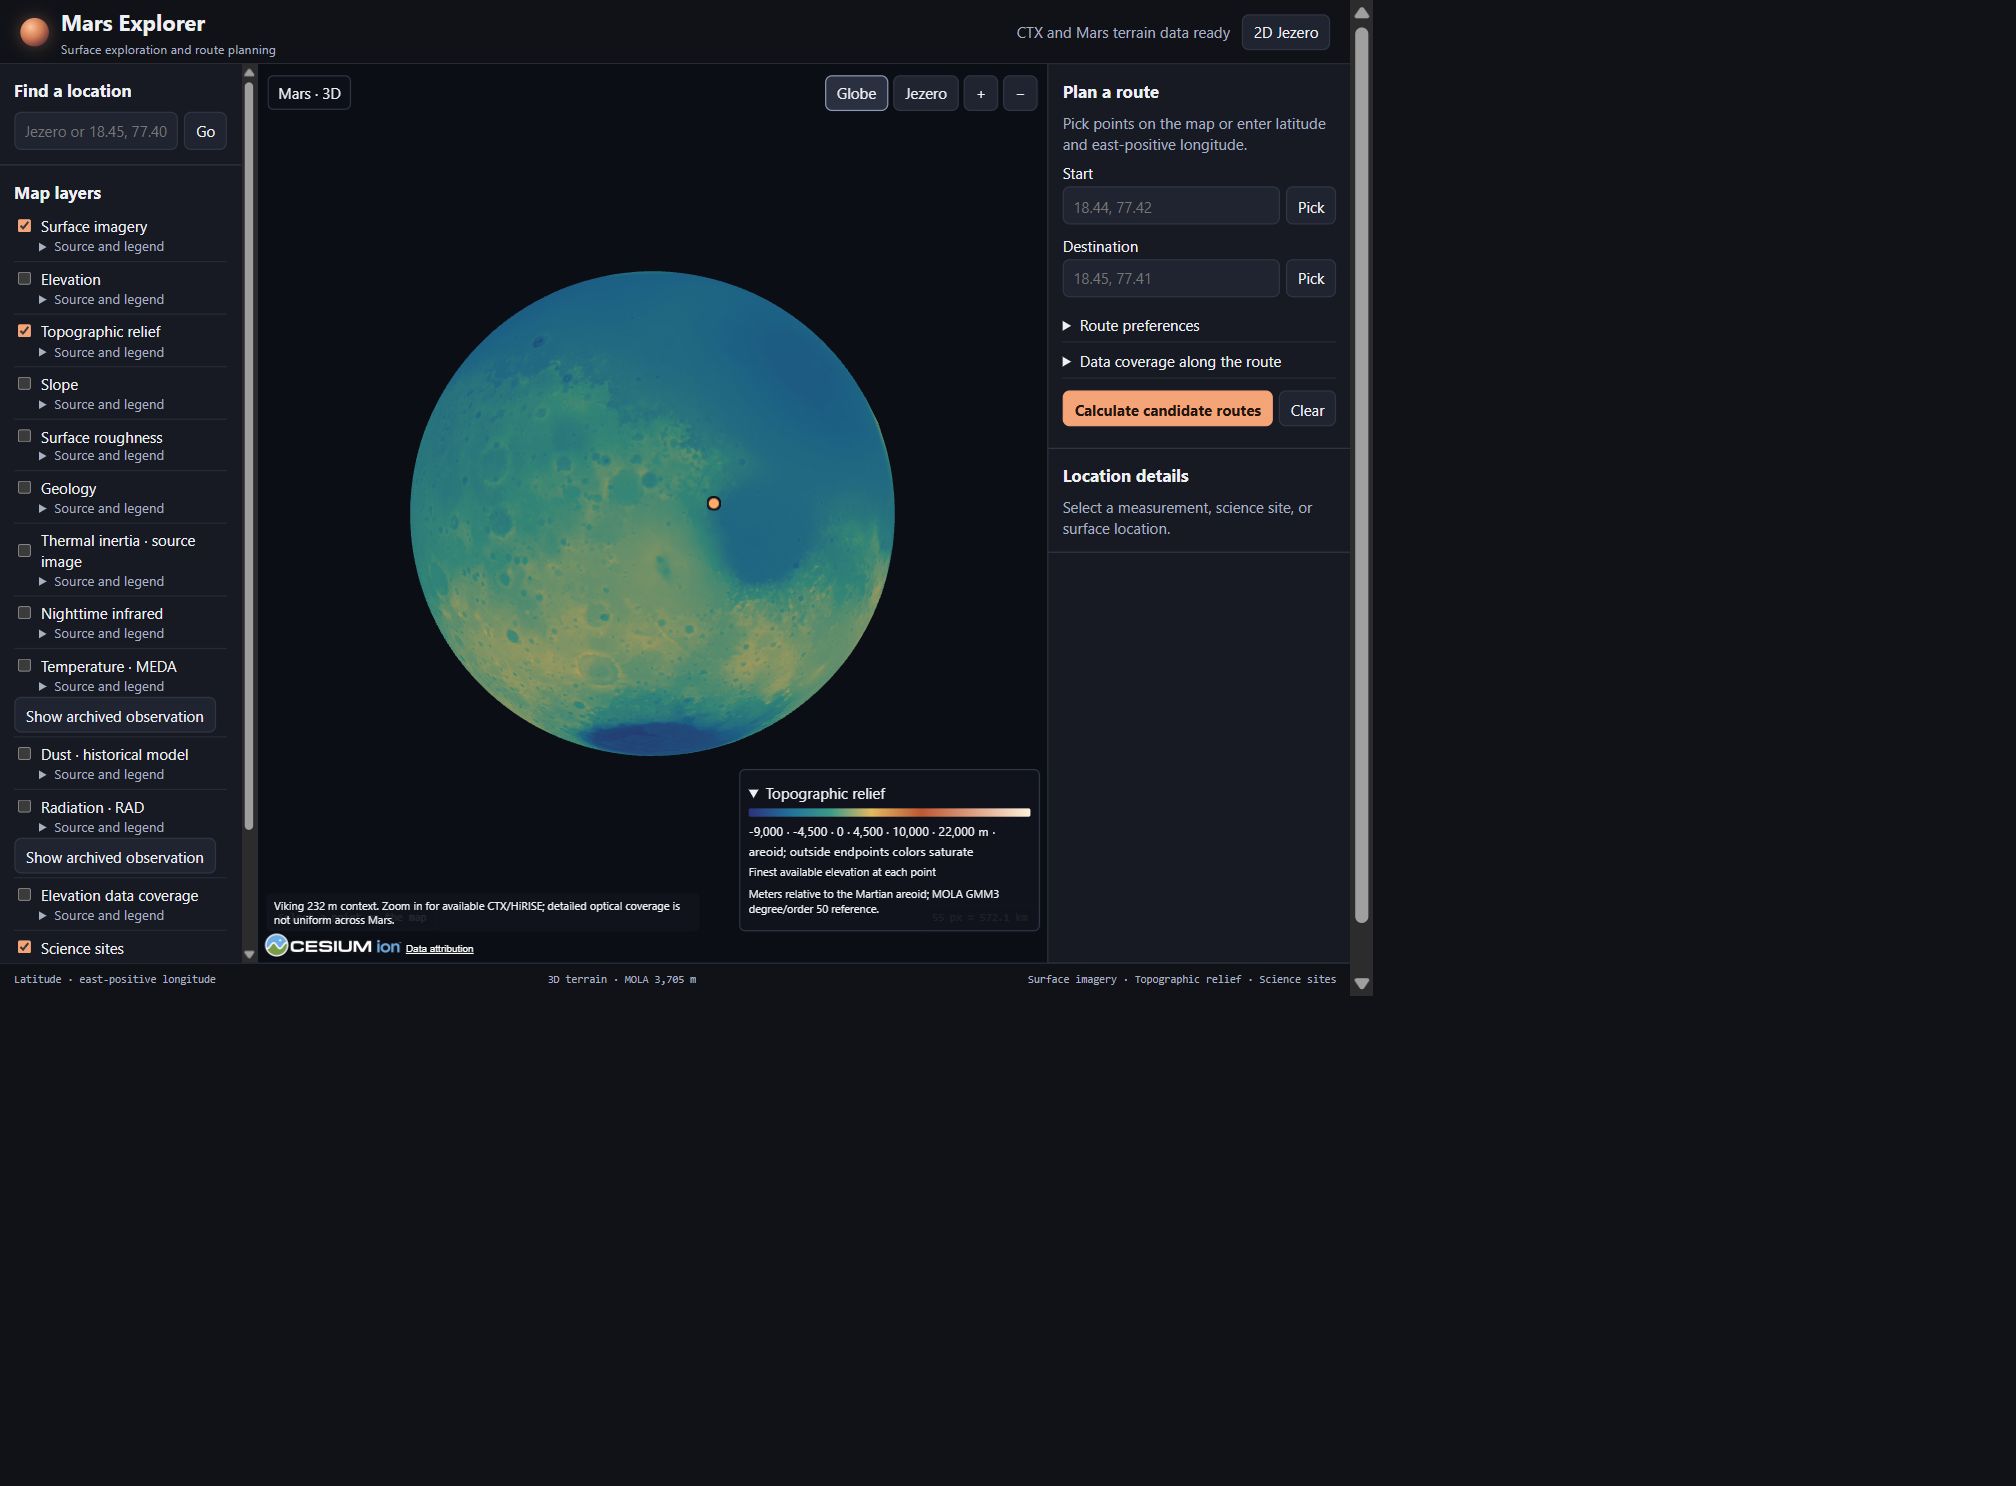 Mars Explorer
Surface exploration and route planning
CTX and Mars terrain data ready
2D Jezero
Find a location
Jezero or 18.45, 77.40
Go
Map layers
Surface imagery
Source and legend
Elevation
Source and legend
Topographic relief
Source and legend
Slope
Source and legend
Surface roughness
Source and legend
Geology
Source and legend
Thermal inertia · source
image
Source and legend
Nighttime infrared
Source and legend
Temperature · MEDA
Source and legend
Show archived observation
Dust · historical model
Source and legend
Radiation · RAD
Source and legend
Show archived observation
Elevation data coverage
Source and legend
Science sites
Mars · 3D
Globe
Jezero
+
−
Topographic relief
-9,000 · -4,500 · 0 · 4,500 · 10,000 · 22,000 m ·
areoid; outside endpoints colors saturate
Finest available elevation at each point
Meters relative to the Martian areoid; MOLA GMM3
degree/order 50 reference.
55 px = 572.1 km
Viking 232 m context. Zoom in for available CTX/HiRISE; detailed optical coverage is
not uniform across Mars.
CESIUM ion
Data attribution
Plan a route
Pick points on the map or enter latitude
and east-positive longitude.
Start
18.44, 77.42
Pick
Destination
18.45, 77.41
Pick
Route preferences
Data coverage along the route
Calculate candidate routes
Clear
Location details
Select a measurement, science site, or
surface location.
Latitude · east-positive longitude
3D terrain · MOLA 3,705 m
Surface imagery · Topographic relief · Science sites